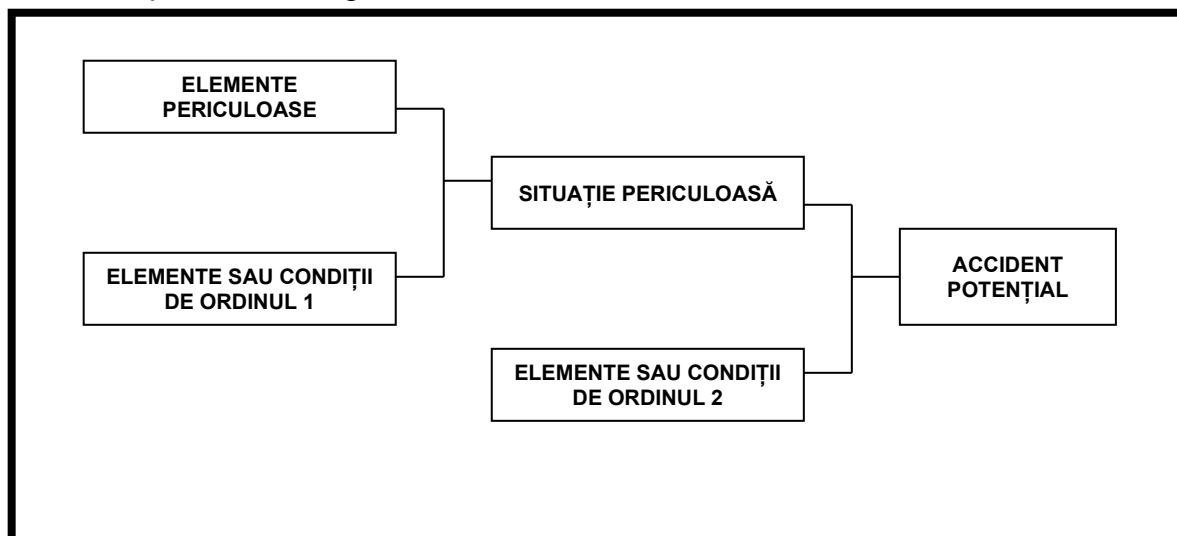 ELEMENTE
PERICULOASE
SITUAȚIE PERICULOASĂ
ELEMENTE SAU CONDIȚII
DE ORDINUL 1
ACCIDENT
POTENȚIAL
ELEMENTE SAU CONDIȚII
DE ORDINUL 2